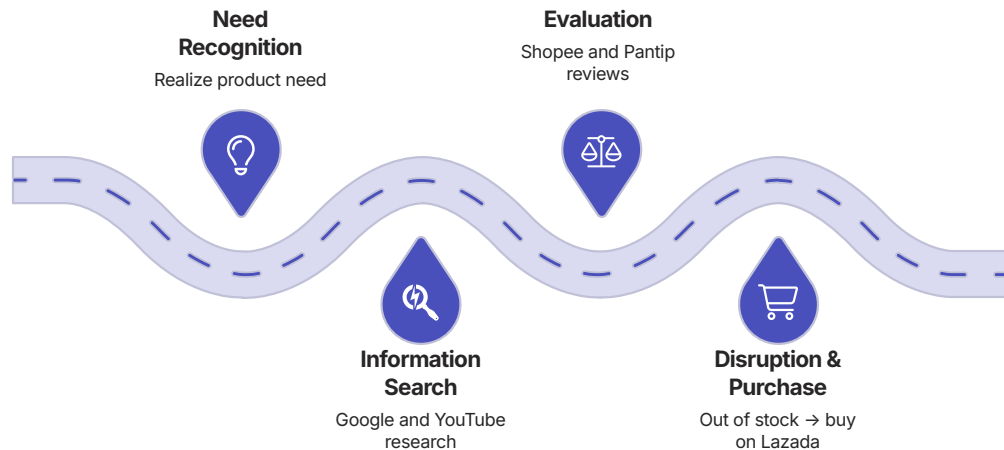 Need
Recognition
Realize product need
Evaluation
Shopee and Pantip
reviews
Information
Search
Google and YouTube
research
Disruption &
Purchase
Out of stock → buy
on Lazada